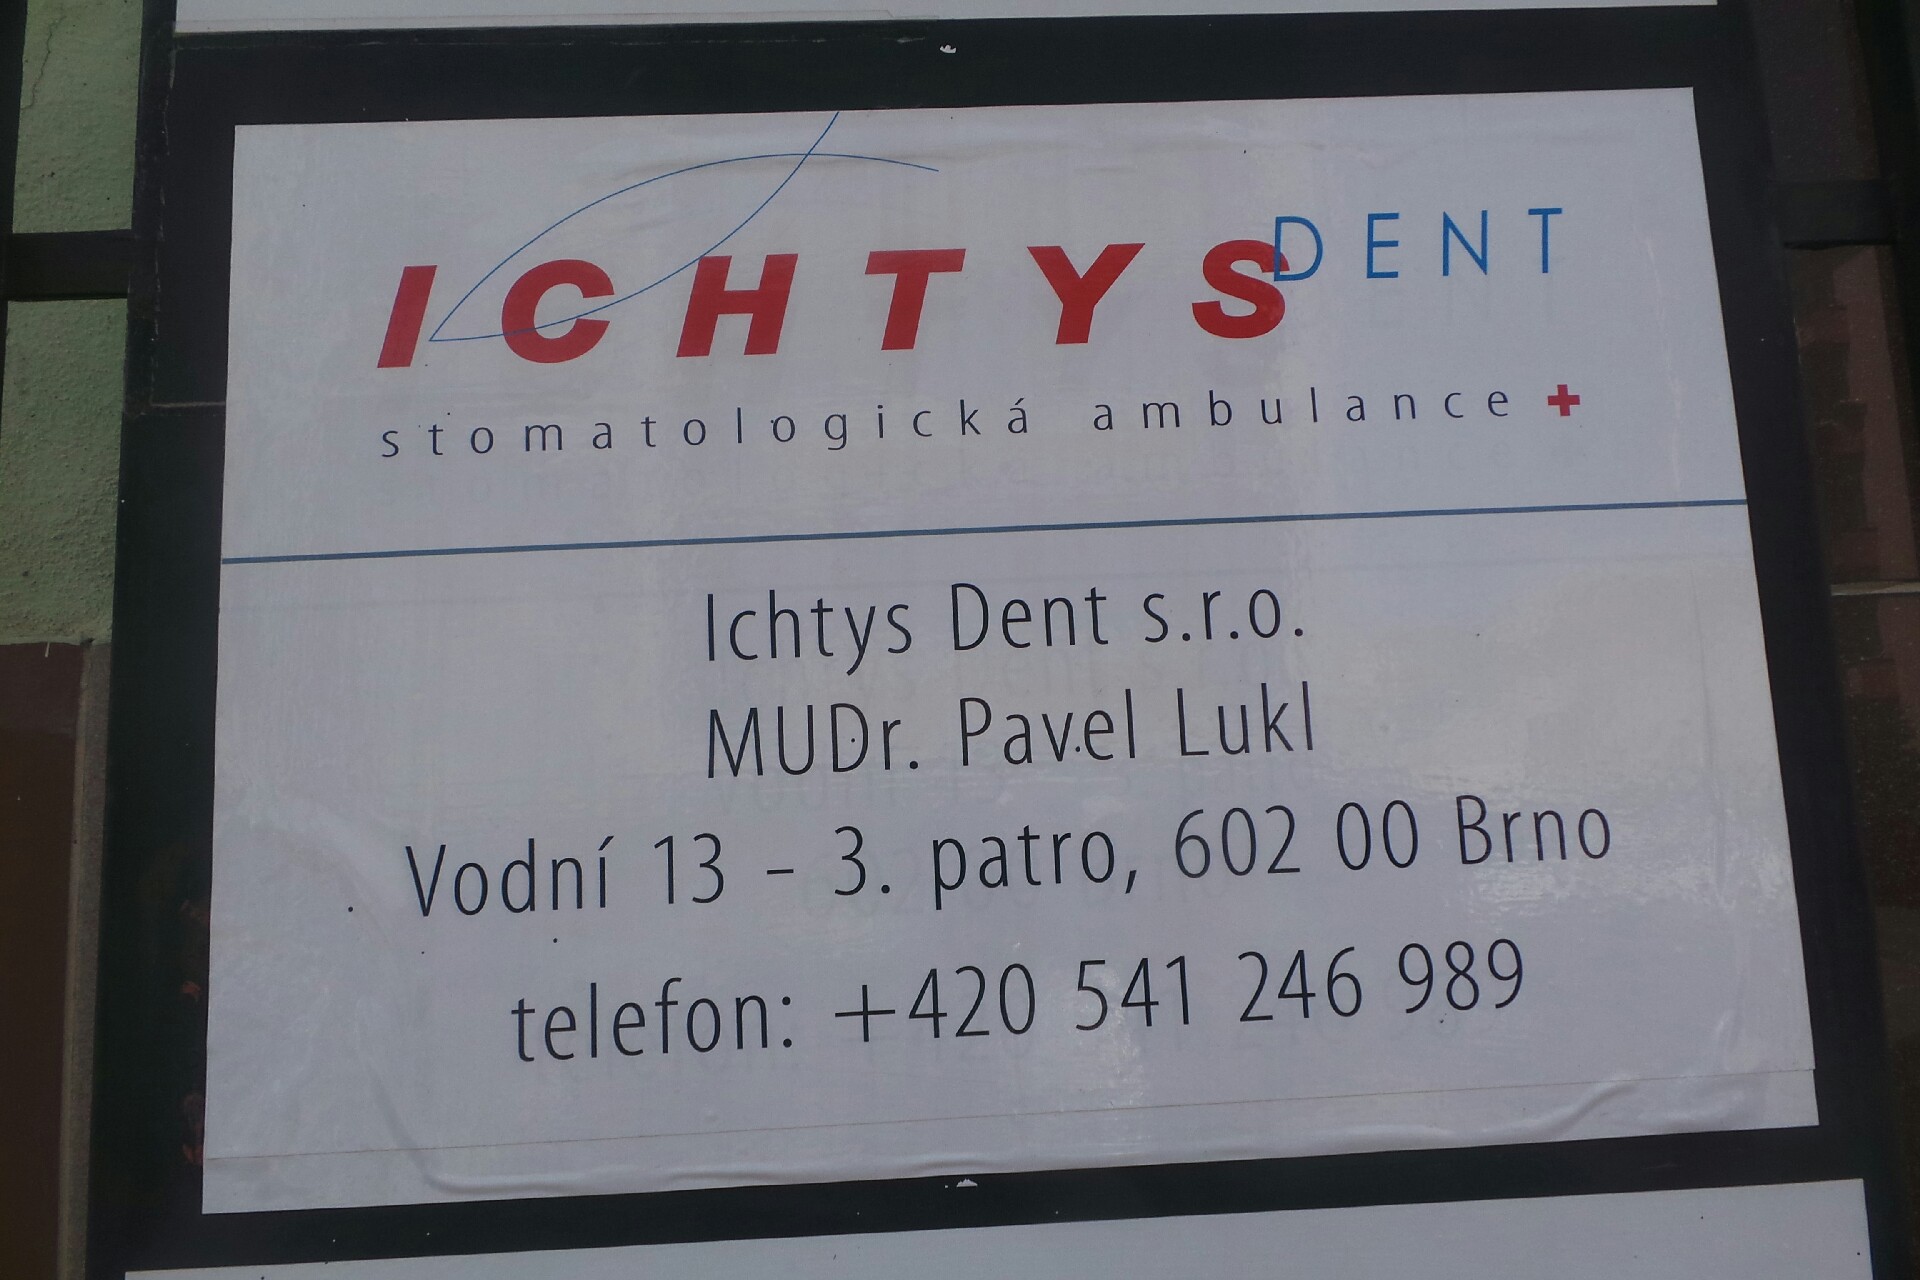 ICHTYS DENT
stomatologická ambulance +
Ichtys Dent s.r.o.
MUDr. Pavel Lukl
Vodní 13 - 3. patro, 602 00 Brno
telefon: +420 541 246 989